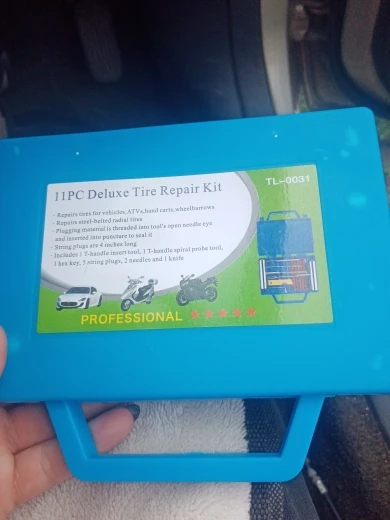 11PC Deluxe Tire Repair Kit
TL-0031
· Repairs tires for vehicles,ATVs,hand carts,wheelbarrows
· Repairs steel-belted radial tires
· Plugging material is threaded into tool's open needle eye
and inserted into puncture to seal it
· String plugs are 4 inches long
· Includes 1 T-handle insert tool, 1 T-handle spiral probe tool,
1 hex key, 5 string plugs, 2 needles and 1 knife
PROFESSIONAL ★★★★★